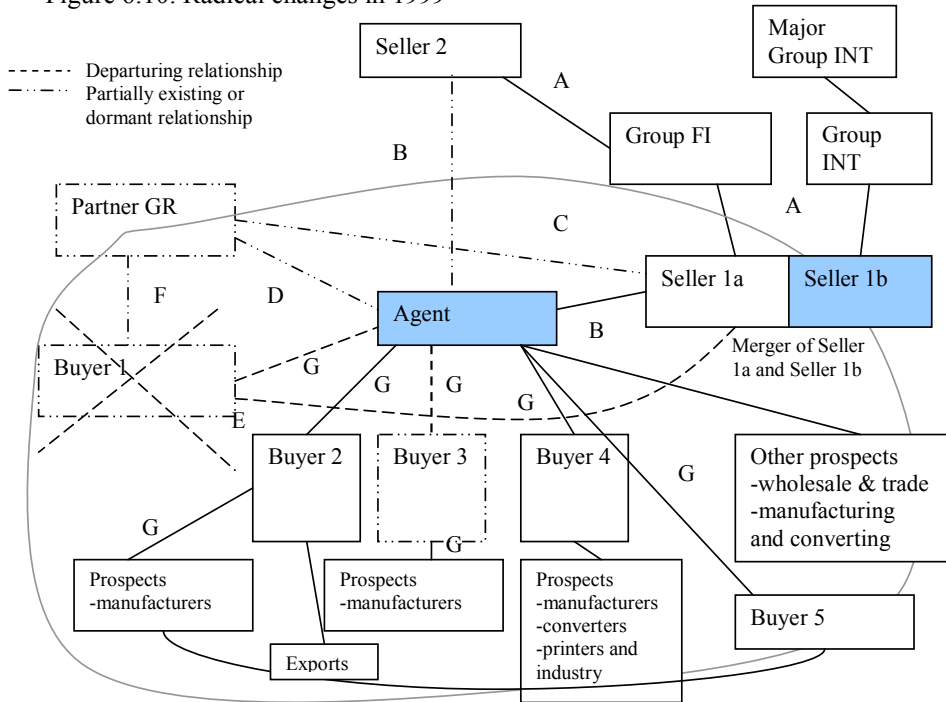 Figure 6.10: Radical changes in 1999
Departuring relationship
Partially existing or
dormant relationship
Seller 2
Major
Group INT
A
Group FI
Group
INT
B
A
Partner GR
C
Seller 1a
Seller 1b
F
D
Agent
B
Merger of Seller
1a and Seller 1b
Buyer 1
G
G
G
G
E
Buyer 2
Buyer 3
Buyer 4
G
Other prospects
-wholesale & trade
-manufacturing
and converting
G
G
Prospects
-manufacturers
Prospects
-manufacturers
Prospects
-manufacturers
-converters
-printers and
industry
Buyer 5
Exports